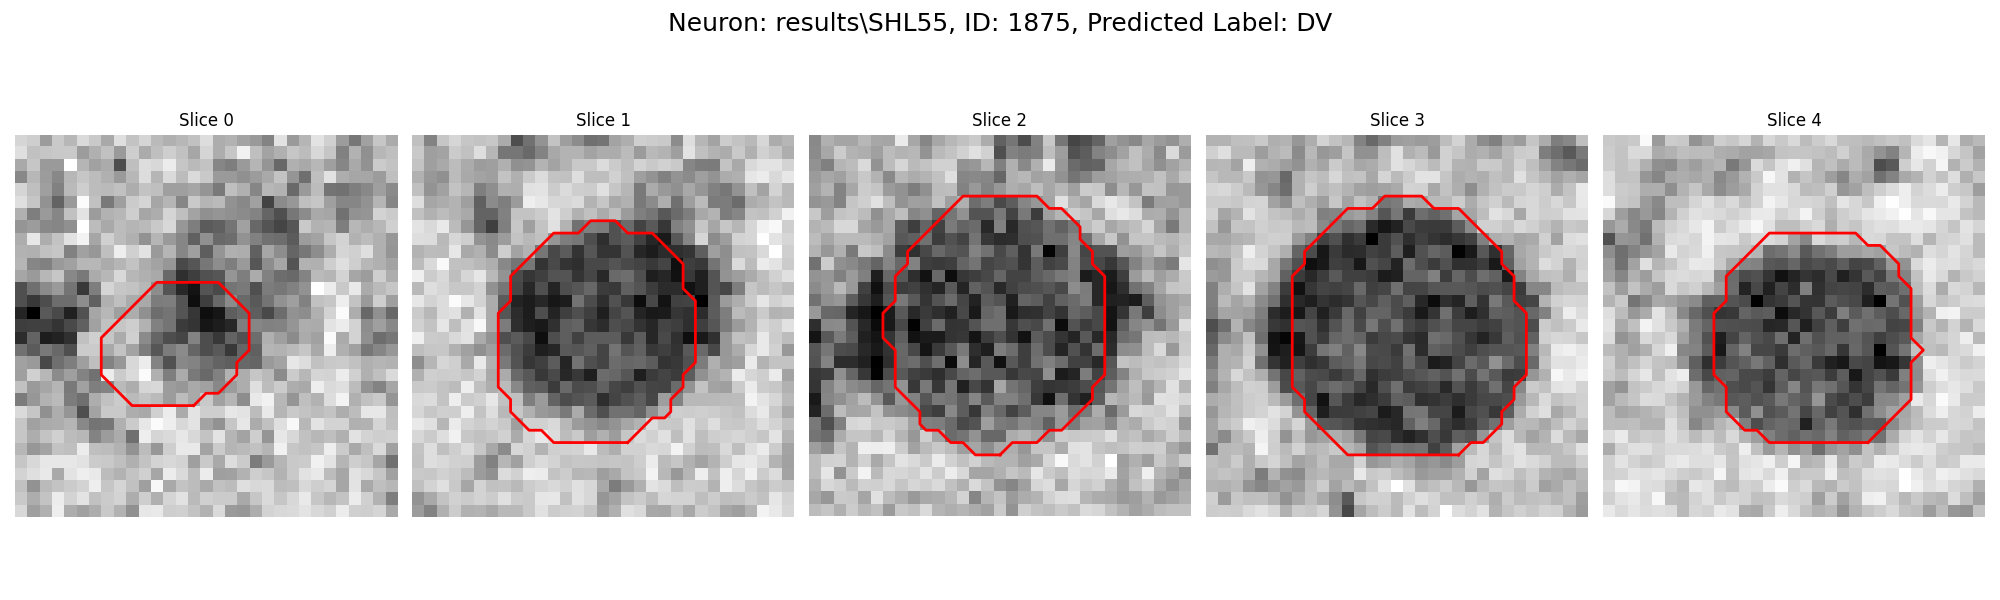 Neuron: results\SHL55, ID: 1875, Predicted Label: DV
Slice 0
Slice 1
Slice 2
Slice 3
Slice 4